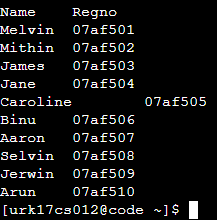 Name    Regno
Melvin  07af501
Mithin  07af502
James   07af503
Jane    07af504
Caroline        07af505
Binu    07af506
Aaron   07af507
Selvin  07af508
Jerwin  07af509
Arun    07af510
[urk17cs012@code ~]$